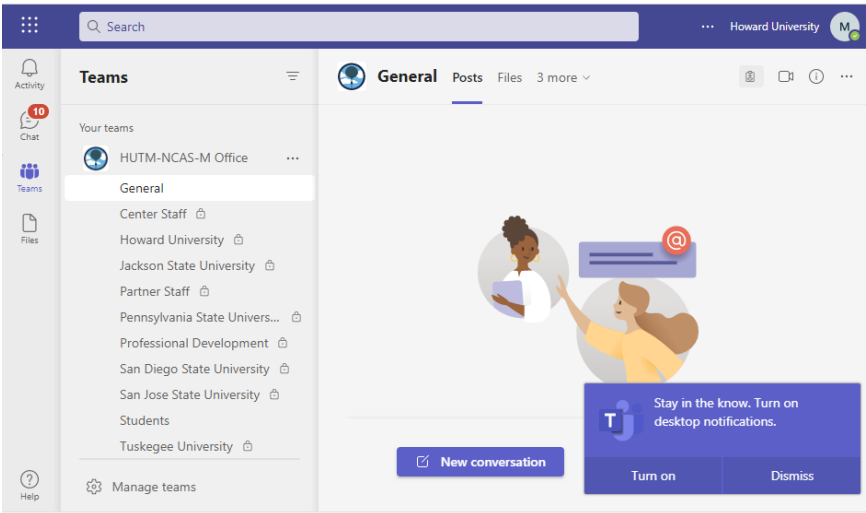 Search
Howard University
M
Activity
10
Chat
Teams
Files
Help
Teams
Your teams
HUTM-NCAS-M Office
General
Center Staff
Howard University
Jackson State University
Partner Staff
Pennsylvania State Univers...
Professional Development
San Diego State University
San Jose State University
Students
Tuskegee University
Manage teams
General Posts Files 3 more
@
New conversation
T
Stay in the know. Turn on
desktop notifications.
Turn on Dismiss